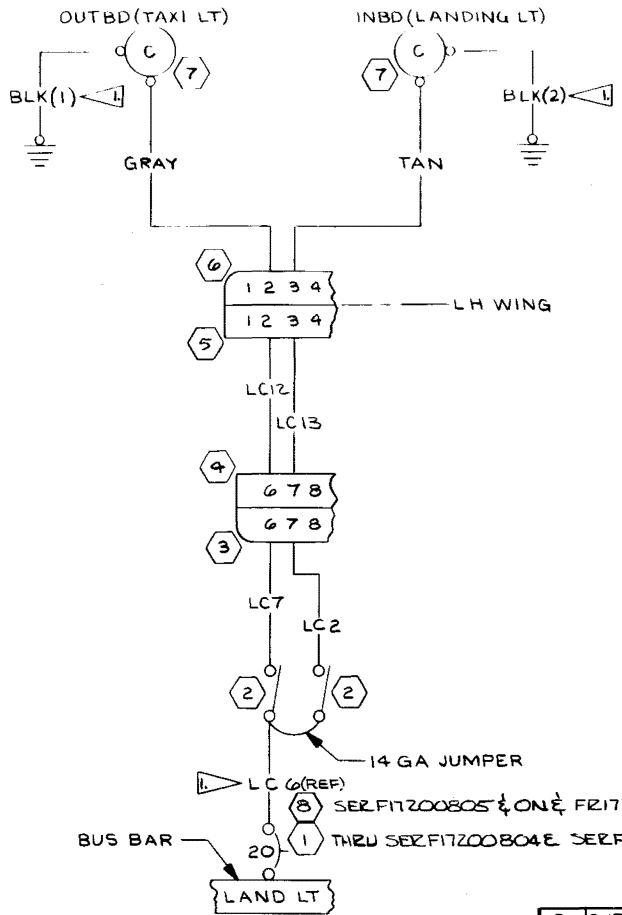 OUTBD (TAXI LT) INBD (LANDING LT)
C C
7 7
BLK(1) 1. BLK(2) 1.
GRAY TAN
6
1 2 3 4
LH WING
1 2 3 4
5
LC12
LC13
4
6 7 8
6 7 8
3
LC7
LC2
2 2
14 GA JUMPER
1. LC 6(REF)
8 SER F17200805 & ON & FR17
BUS BAR 20 1 THRU SER F17200804 & SERF
LAND LT